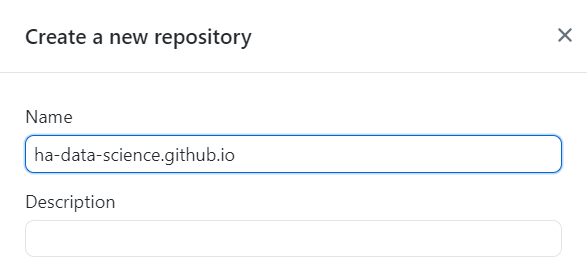 Create a new repository
Name
ha-data-science.github.io
Description